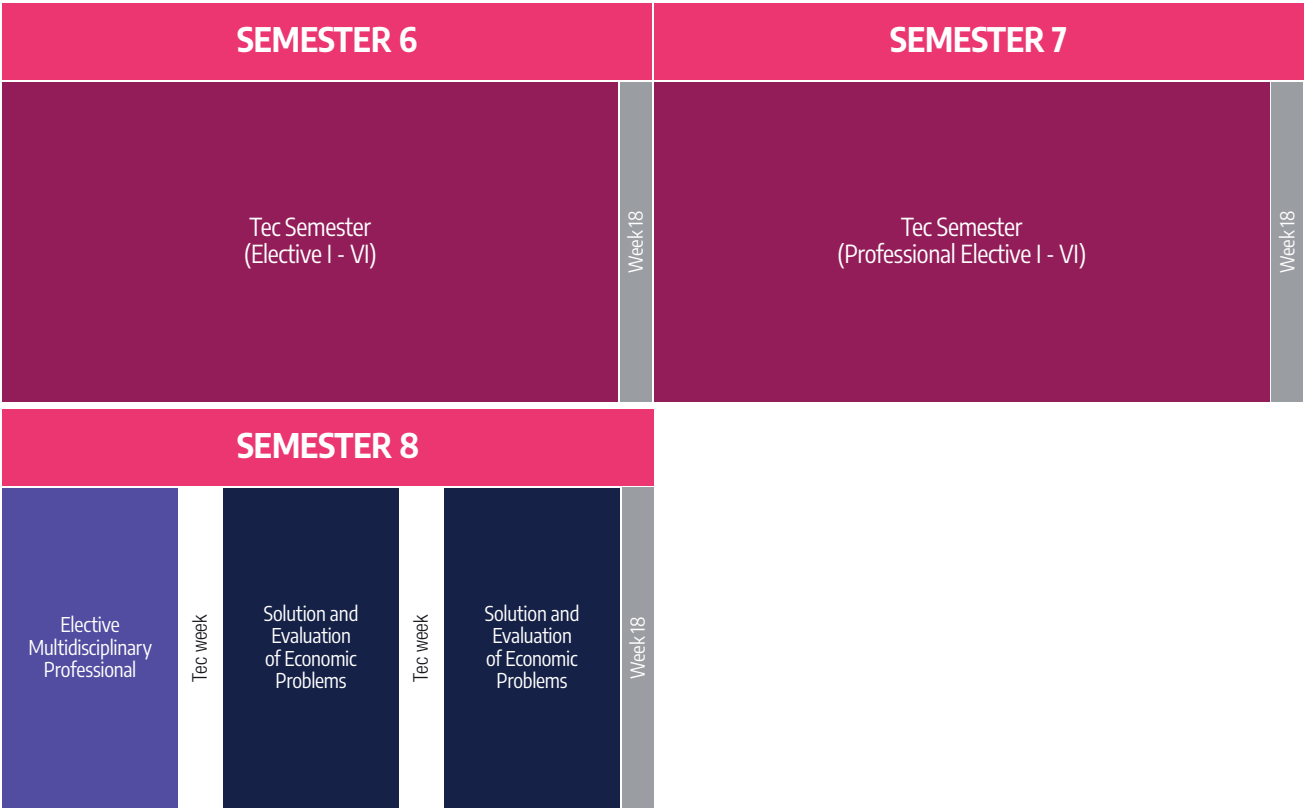 SEMESTER 6
Tec Semester
(Elective I - VI)
Week 18
SEMESTER 7
Tec Semester
(Professional Elective I - VI)
Week 18
SEMESTER 8
Elective
Multidisciplinary
Professional
Tec week
Solution and
Evaluation
of Economic
Problems
Tec week
Solution and
Evaluation
of Economic
Problems
Week 18